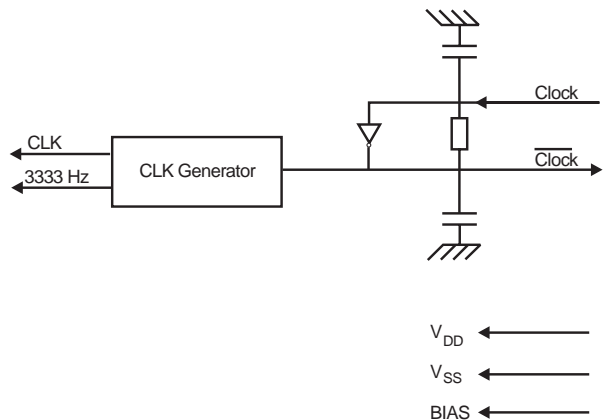 Clock
CLK
CLK Generator
Clock
3333 Hz
VDD
VSS
BIAS